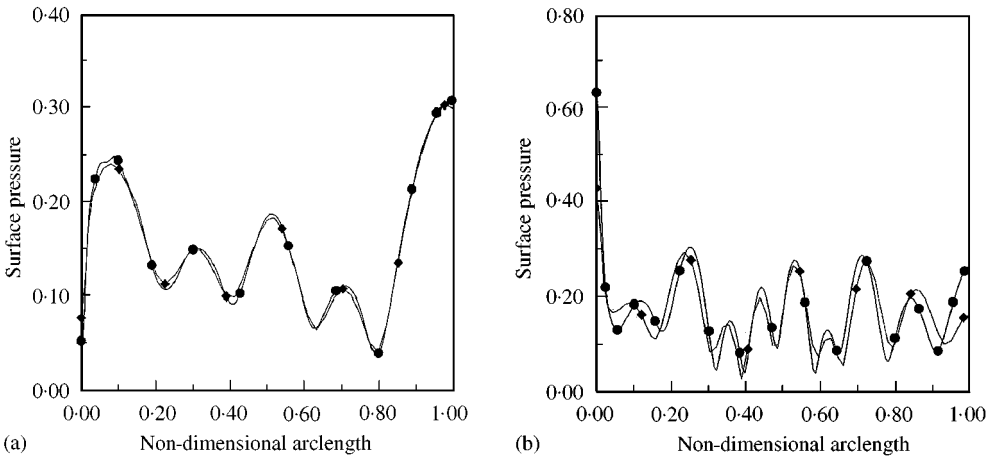 0·40
0·30
0·20
0·10
0·00
Surface pressure
0·00 0·20 0·40 0·60 0·80 1·00
(a) Non-dimensional arclength
0·80
0·60
0·40
0·20
0·00
Surface pressure
0·00 0·20 0·40 0·60 0·80 1·00
(b) Non-dimensional arclength